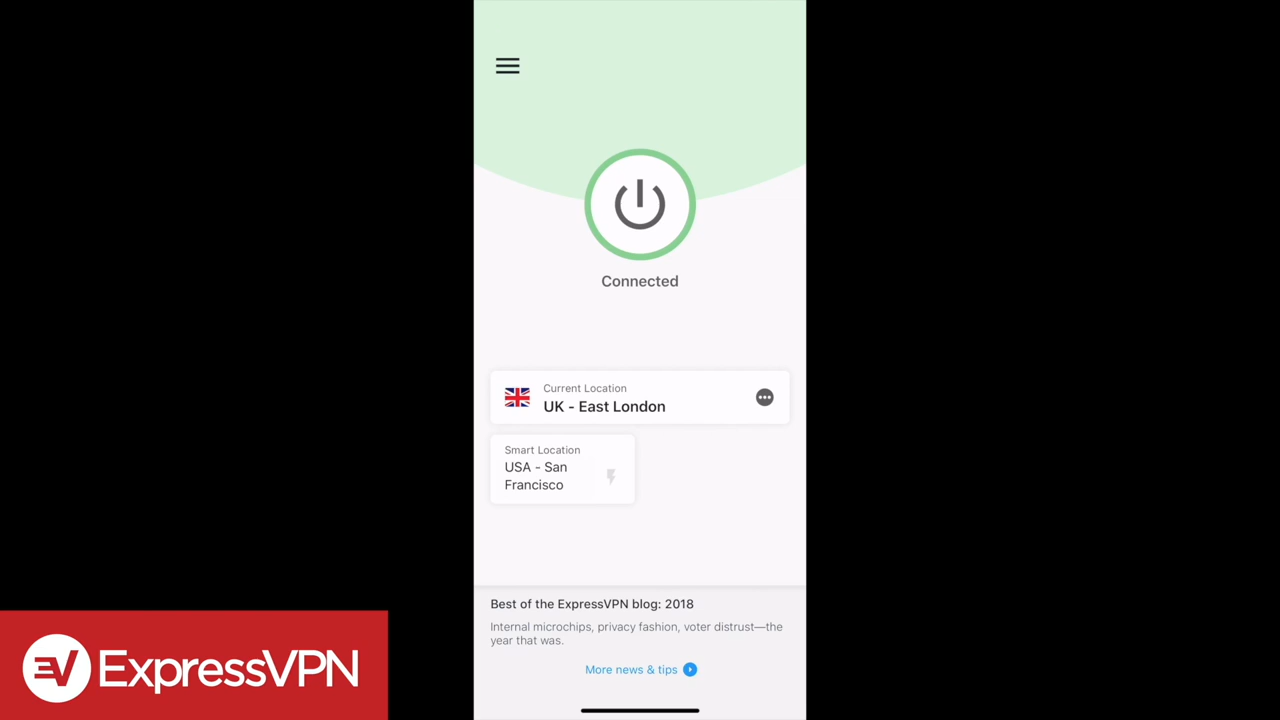 Connected
Current Location
UK - East London
Smart Location
USA - San
Francisco
Best of the ExpressVPN blog: 2018
Internal microchips, privacy fashion, voter distrust—the
year that was.
More news & tips
EV ExpressVPN